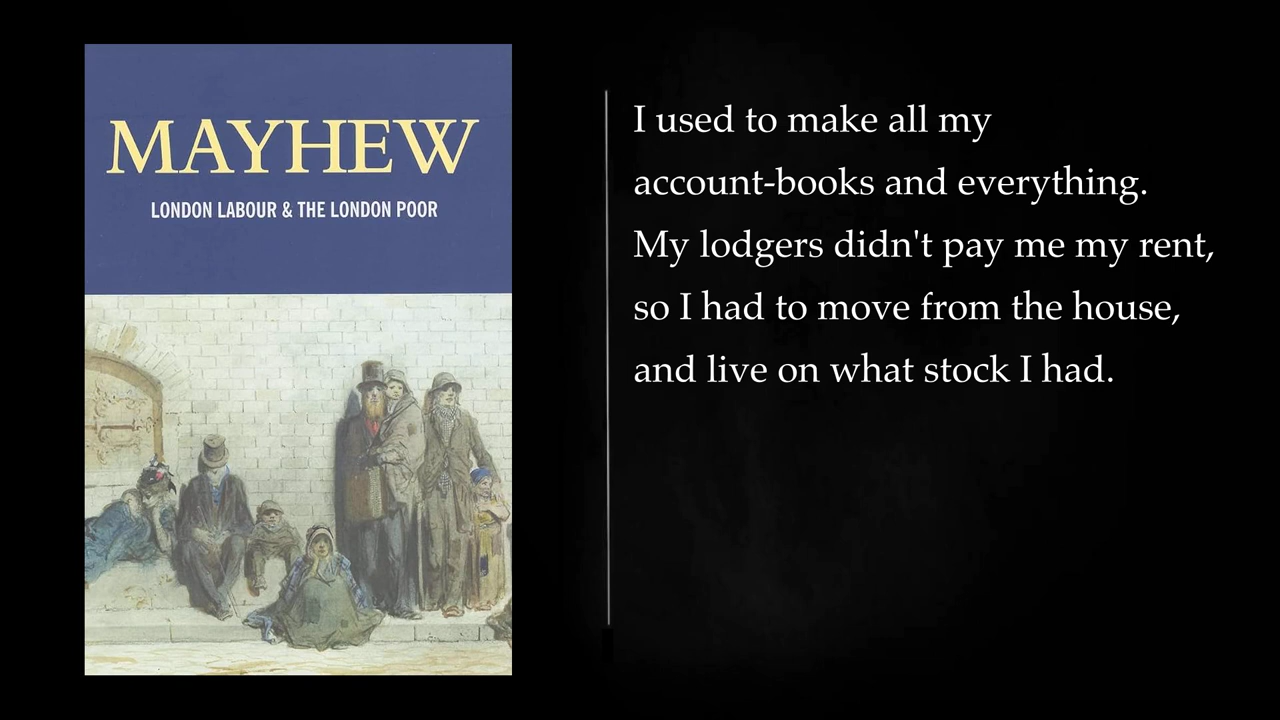 MAYHEW
LONDON LABOUR & THE LONDON POOR
I used to make all my
account-books and everything.
My lodgers didn't pay me my rent,
so I had to move from the house,
and live on what stock I had.